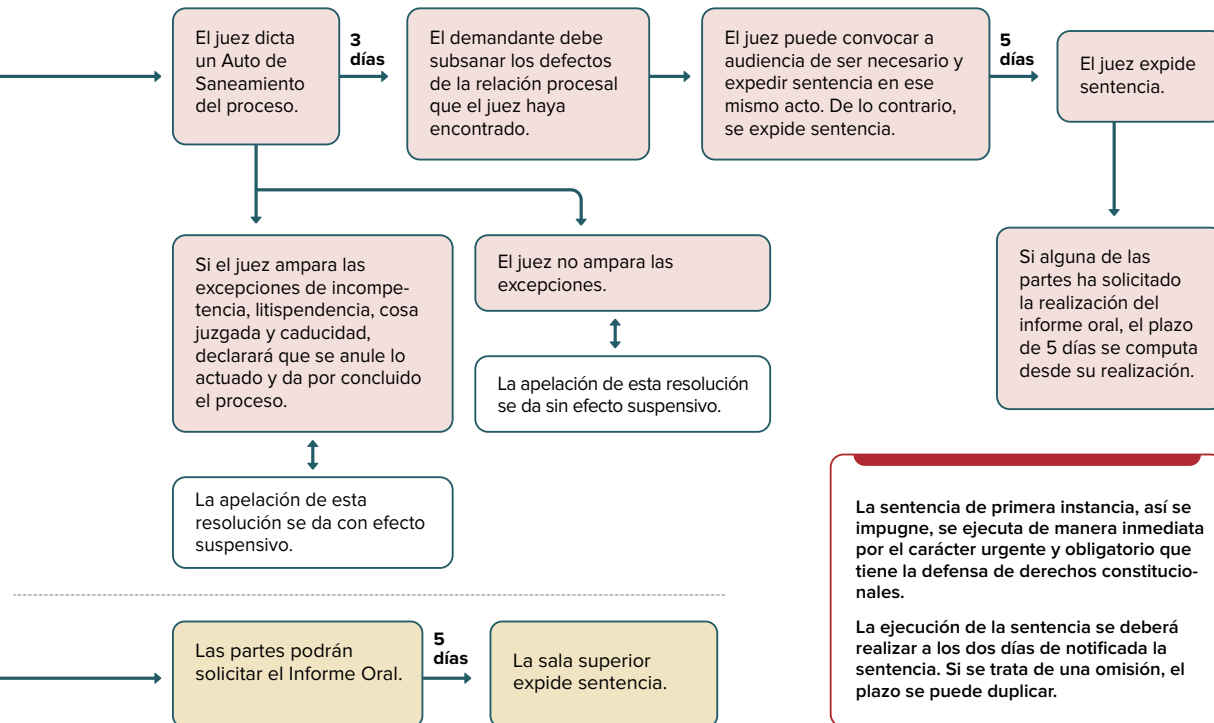 El juez dicta
un Auto de
Saneamiento
del proceso.
3
días
El demandante debe
subsanar los defectos
de la relación procesal
que el juez haya
encontrado.
El juez puede convocar a
audiencia de ser necesario y
expedir sentencia en ese
mismo acto. De lo contrario,
se expide sentencia.
5
días
El juez expide
sentencia.
Si el juez ampara las
excepciones de incompe-
tencia, litispendencia, cosa
juzgada y caducidad,
declarará que se anule lo
actuado y da por concluido
el proceso.
El juez no ampara las
excepciones.
Si alguna de las
partes ha solicitado
la realización del
informe oral, el plazo
de 5 días se computa
desde su realización.
La apelación de esta resolución
se da sin efecto suspensivo.
La apelación de esta
resolución se da con efecto
suspensivo.
La sentencia de primera instancia, así se
impugne, se ejecuta de manera inmediata
por el carácter urgente y obligatorio que
tiene la defensa de derechos constitucio-
nales.
La ejecución de la sentencia se deberá
realizar a los dos días de notificada la
sentencia. Si se trata de una omisión, el
plazo se puede duplicar.
Las partes podrán
solicitar el Informe Oral.
5
días
La sala superior
expide sentencia.